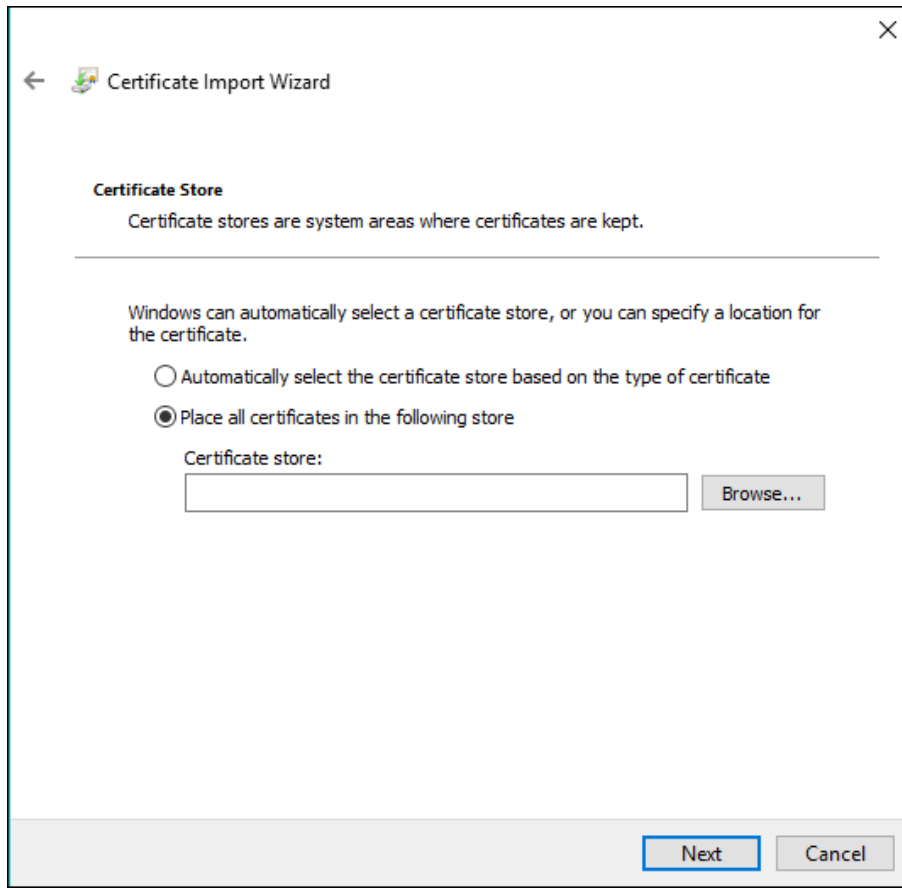 Certificate Import Wizard
Certificate Store
Certificate stores are system areas where certificates are kept.
Windows can automatically select a certificate store, or you can specify a location for
the certificate.
Automatically select the certificate store based on the type of certificate
Place all certificates in the following store
Certificate store:
Browse...
Next
Cancel